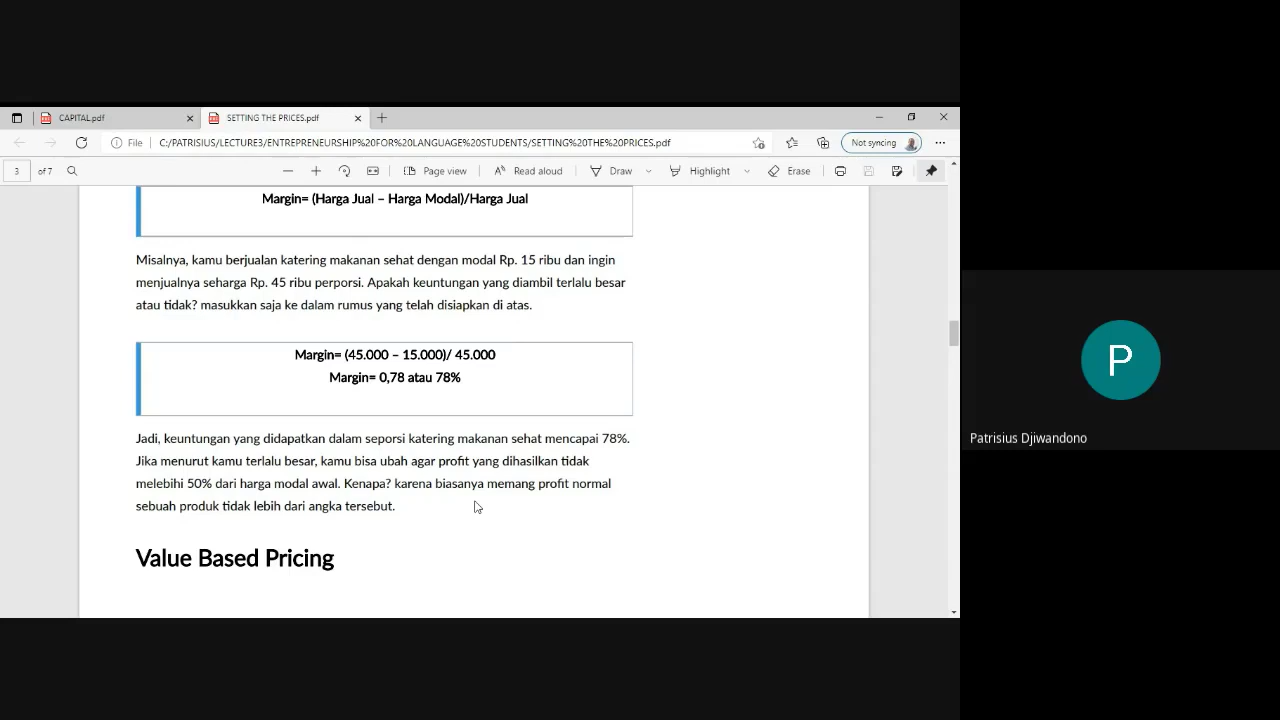 CAPITAL.pdf
SETTING THE PRICES.pdf
File
C:/PATRISIUS/LECTURE3/ENTREPRENEURSHIP%20FOR%20LANGUAGE%20STUDENTS/SETTING%20THE%20PRICES.pdf
Not syncing
3 of 7
Page view
Read aloud
Draw
Highlight
Erase
Margin= (Harga Jual – Harga Modal)/Harga Jual
Misalnya, kamu berjualan katering makanan sehat dengan modal Rp. 15 ribu dan ingin
menjualnya seharga Rp. 45 ribu perporsi. Apakah keuntungan yang diambil terlalu besar
atau tidak? masukkan saja ke dalam rumus yang telah disiapkan di atas.
Margin= (45.000 – 15.000)/ 45.000
Margin= 0,78 atau 78%
Jadi, keuntungan yang didapatkan dalam seporsi katering makanan sehat mencapai 78%.
Jika menurut kamu terlalu besar, kamu bisa ubah agar profit yang dihasilkan tidak
melebihi 50% dari harga modal awal. Kenapa? karena biasanya memang profit normal
sebuah produk tidak lebih dari angka tersebut.
Value Based Pricing
P
Patrisius Djiwandono